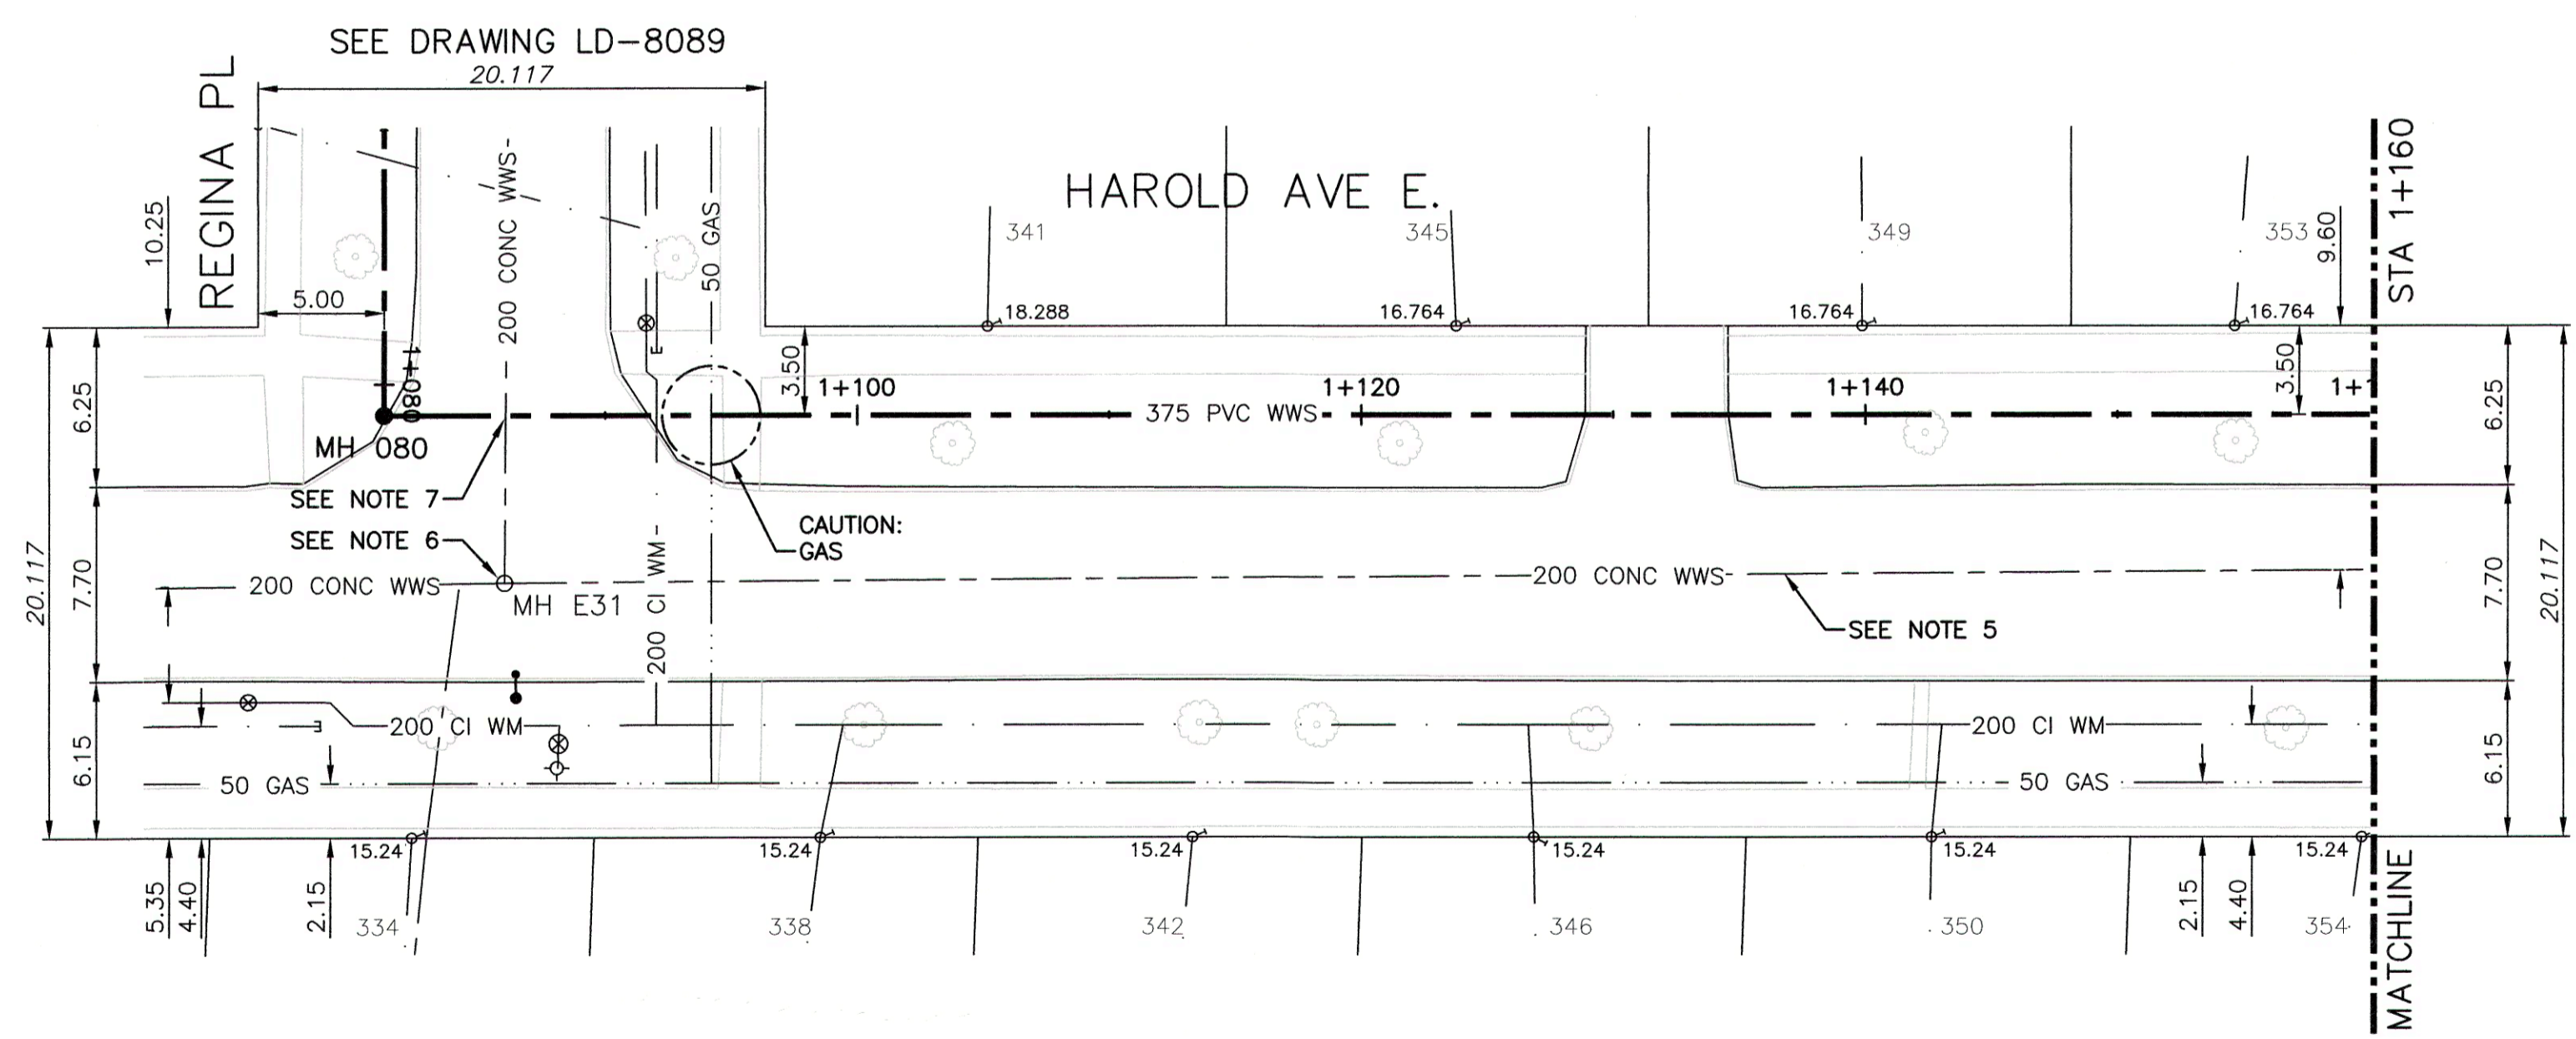 SEE DRAWING LD-8089
20.117
REGINA PL
10.25
5.00
200 CONC WWS
50 GAS
E
HAROLD AVE E.
341
345
349
353
9.60
STA 1+160
18.288
16.764
16.764
16.764
6.25
1+080
3.50
1+100
375 PVC WWS
1+120
1+140
3.50
1+1
6.25
MH 080
SEE NOTE 7
SEE NOTE 6
CAUTION:
GAS
20.117
7.70
200 CONC WWS
MH E31
200 CI WM
200 CONC WWS
SEE NOTE 5
7.70
20.117
6.15
200 CI WM
200 CI WM
50 GAS
50 GAS
6.15
15.24
15.24
15.24
15.24
15.24
15.24
5.35
4.40
2.15
334
338
342
346
350
2.15
4.40
354
MATCHLINE